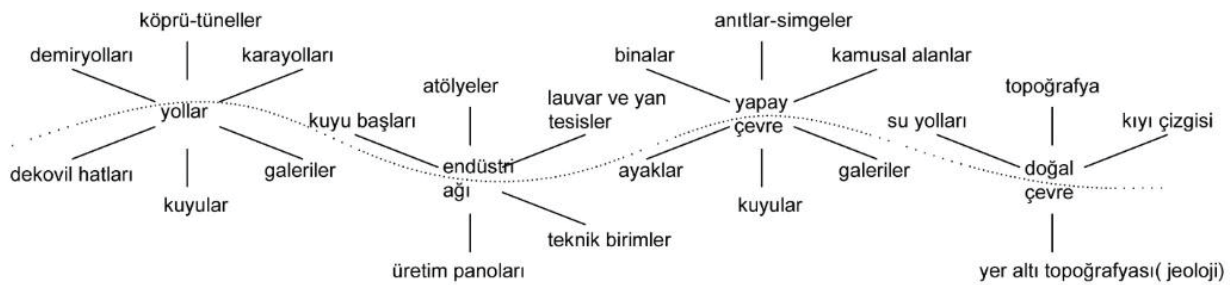 köprü-tüneller
demiryolları
karayolları
yollar
dekovil hatları
galeriler
kuyular
atölyeler
kuyu başları
lauvar ve yan
tesisler
endüstri
ağı
teknik birimler
üretim panoları
anıtlar-simgeler
binalar
kamusal alanlar
yapay
çevre
ayaklar
galeriler
kuyular
topoğrafya
su yolları
kıyı çizgisi
doğal
çevre
yer altı topoğrafyası( jeoloji)